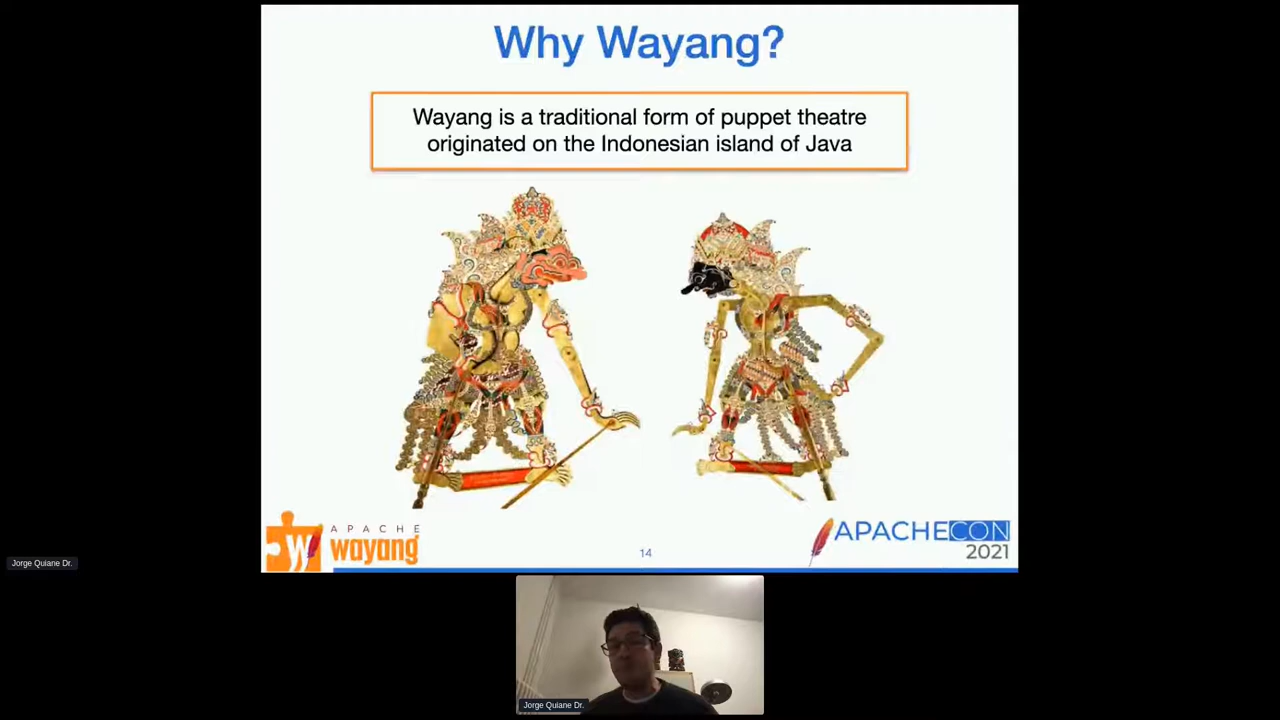 Why Wayang?
Wayang is a traditional form of puppet theatre
originated on the Indonesian island of Java
APACHE
wayang
14
APACHECON
2021
Jorge Quiane Dr.
Jorge Quiane Dr.